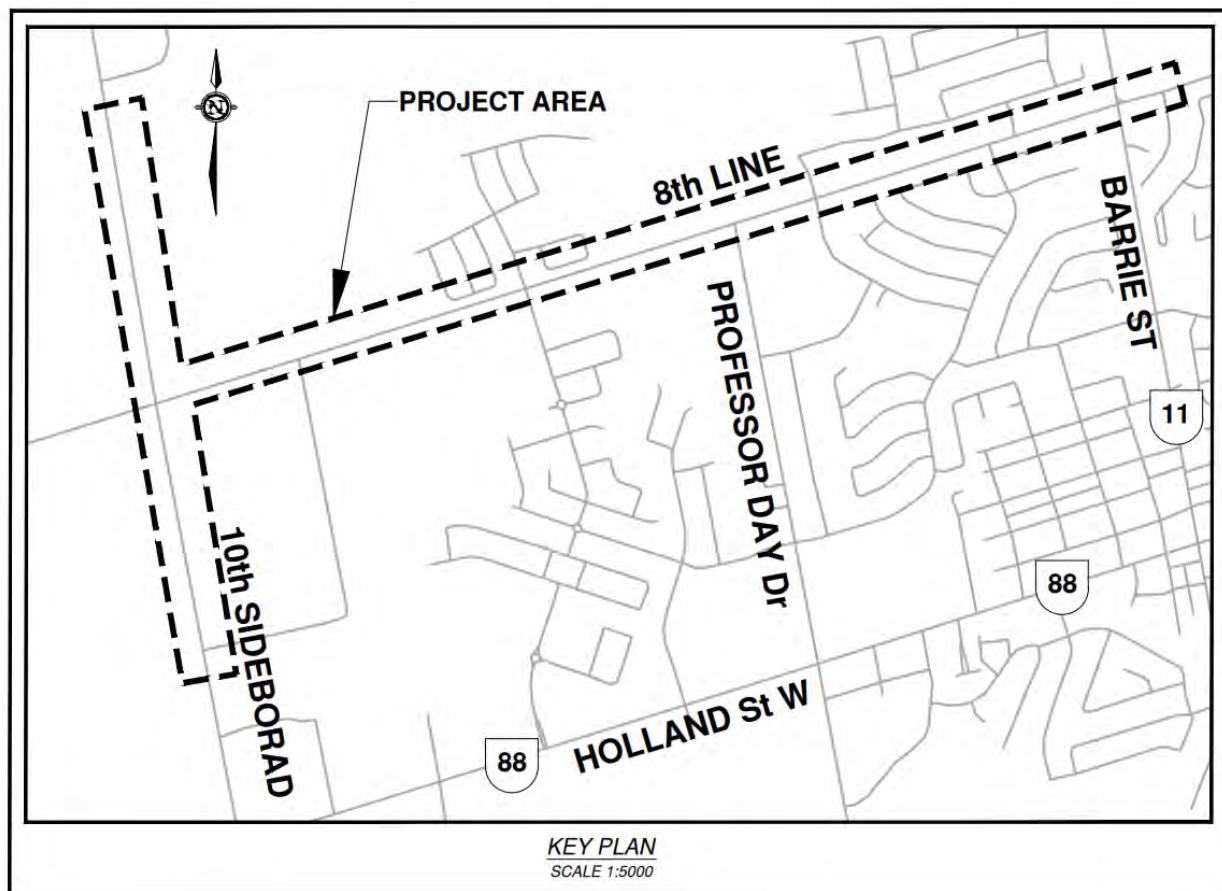 PROJECT AREA
8th LINE
BARRIE ST
PROFESSOR DAY Dr
11
10th SIDEBORAD
88
HOLLAND St W
88
KEY PLAN
SCALE 1:5000
N